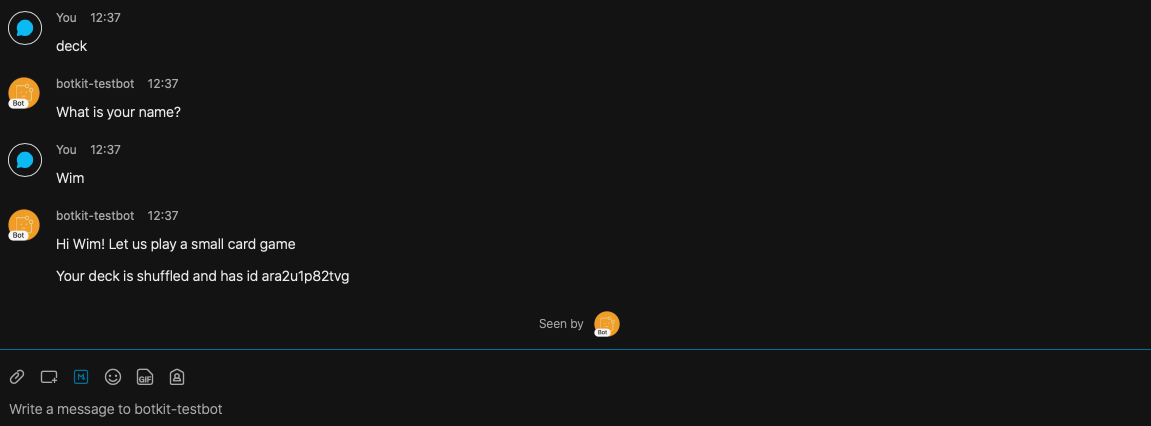 You 12:37
deck
botkit-testbot 12:37
Bot
What is your name?
You 12:37
Wim
botkit-testbot 12:37
Bot
Hi Wim! Let us play a small card game
Your deck is shuffled and has id ara2u1p82tvg
Seen by
Bot
M
GIF
Write a message to botkit-testbot